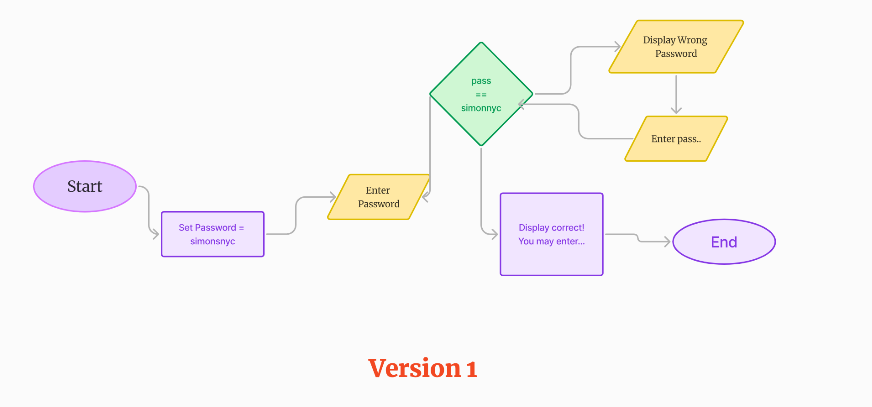 Start
Set Password =
simonsnyc
Enter
Password
pass
==
simonnyc
Display Wrong
Password
Enter pass..
Display correct!
You may enter...
End
Version 1